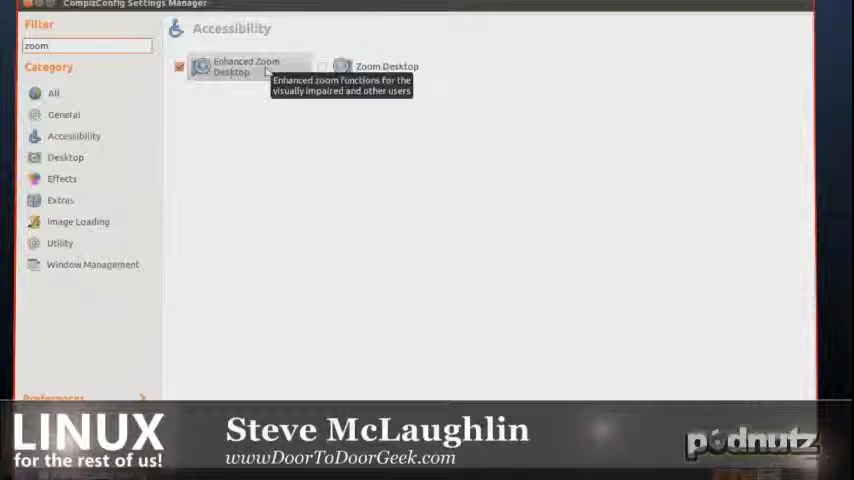 CompizConfig Settings Manager
Filter
Accessibility
zoom
Enhanced Zoom
Desktop
Zoom Desktop
Enhanced zoom functions for the
visually impaired and other users
Category
All
General
Accessibility
Desktop
Effects
Extras
Image Loading
Utility
Window Management
Preferences
LINUX
for the rest of us!
Steve McLaughlin
www.DoorToDoorGeek.com
podnutz